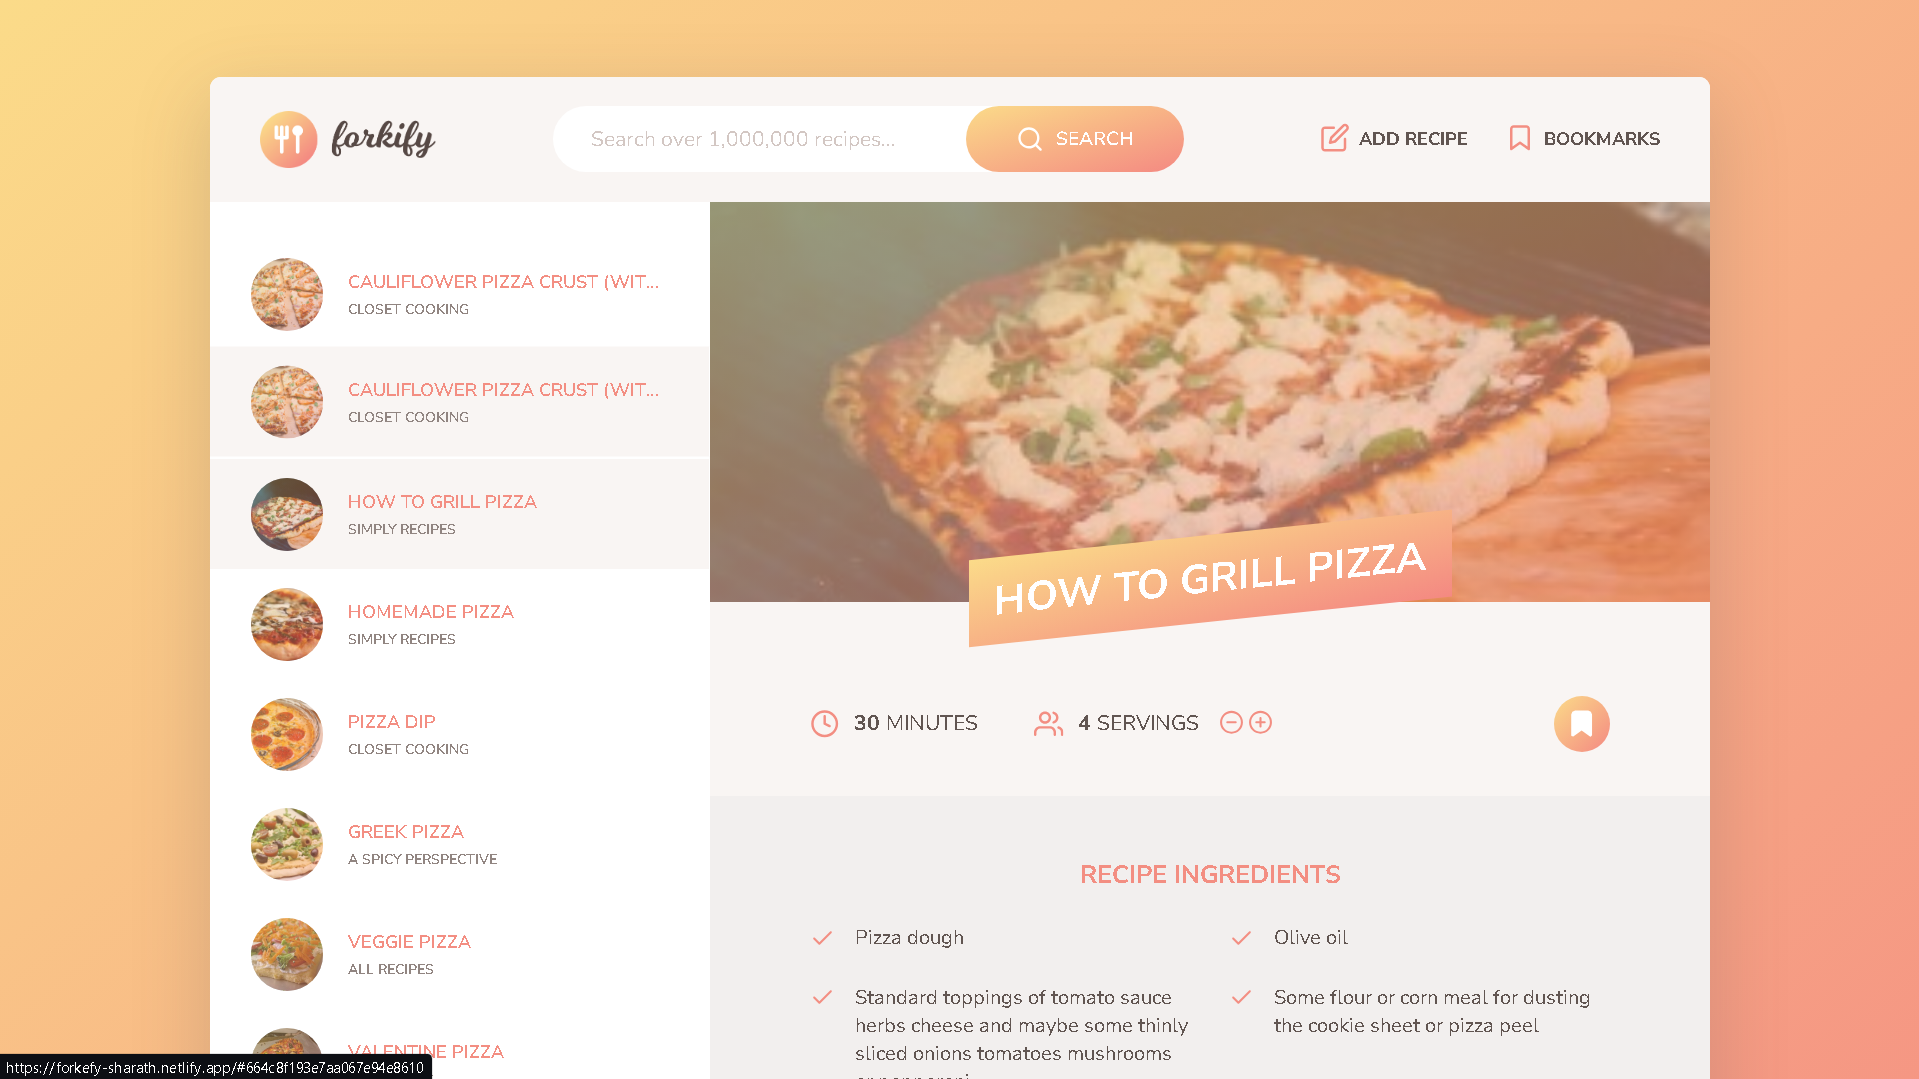 forkify
Search over 1,000,000 recipes...
SEARCH
ADD RECIPE
BOOKMARKS
CAULIFLOWER PIZZA CRUST (WIT...
CLOSET COOKING
CAULIFLOWER PIZZA CRUST (WIT...
CLOSET COOKING
HOW TO GRILL PIZZA
SIMPLY RECIPES
HOMEMADE PIZZA
SIMPLY RECIPES
PIZZA DIP
CLOSET COOKING
GREEK PIZZA
A SPICY PERSPECTIVE
VEGGIE PIZZA
ALL RECIPES
VALENTINE PIZZA
HOW TO GRILL PIZZA
30 MINUTES
4 SERVINGS
RECIPE INGREDIENTS
Pizza dough
Olive oil
Standard toppings of tomato sauce
herbs cheese and maybe some thinly
sliced onions tomatoes mushrooms
Some flour or corn meal for dusting
the cookie sheet or pizza peel
https://forkefy-sharath.netlify.app/#664c8f193e7aa067e94e8610